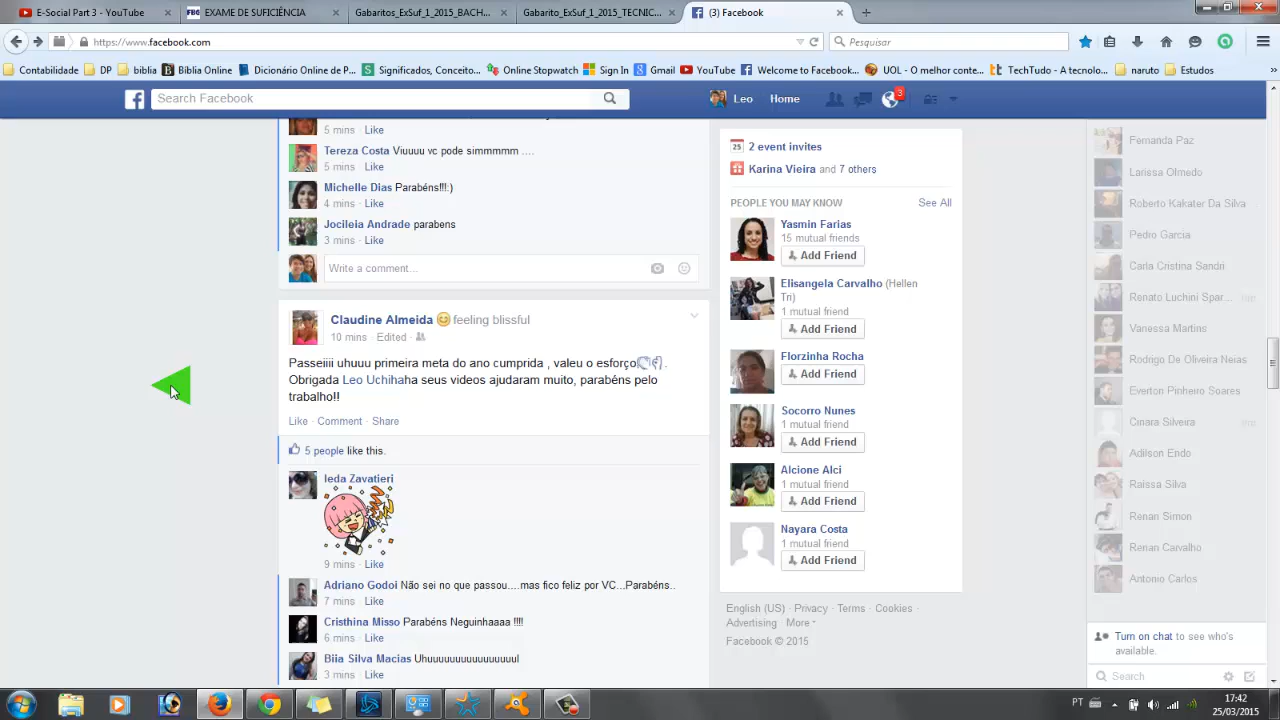 E-Social Part 3 - YouTube
FBC EXAME DE SUFICIÊNCIA
Gabaritos_ExSuf_1_2015_BACH...
Gabarito_ExSuf_1_2015_TECNIC...
(3) Facebook
https://www.facebook.com
Pesquisar
Contabilidade DP biblia Bíblia Online Dicionário Online de P... Significados, Conceito... Online Stopwatch Sign In Gmail YouTube Welcome to Facebook... UOL - O melhor conte... TechTudo - A tecnolo... naruto Estudos
Search Facebook
Leo Home 3
5 mins Like
Tereza Costa Viuuuu vc pode simmmmm ....
5 mins Like
Michelle Dias Parabéns!!!:)
4 mins Like
Jocileia Andrade parabens
3 mins Like
Write a comment...
Claudine Almeida feeling blissful
10 mins · Edited ·
Passeiiii uhuuu primeira meta do ano cumprida , valeu o esforço .
Obrigada Leo Uchihaha seus videos ajudaram muito, parabéns pelo
trabalho!!
Like · Comment · Share
5 people like this.
Ieda Zavatieri
9 mins Like
Adriano Godoi Não sei no que passou....mas fico feliz por VC...Parabéns..
7 mins Like
Cristhina Misso Parabéns Neguinhaaaa !!!!
6 mins Like
Biia Silva Macias Uhuuuuuuuuuuuuuuul
3 mins Like
25 2 event invites
Karina Vieira and 7 others
PEOPLE YOU MAY KNOW See All
Yasmin Farias
15 mutual friends
Add Friend
Elisangela Carvalho (Hellen
Tri)
1 mutual friend
Add Friend
Florzinha Rocha
Add Friend
Socorro Nunes
1 mutual friend
Add Friend
Alcione Alci
1 mutual friend
Add Friend
Nayara Costa
1 mutual friend
Add Friend
English (US) · Privacy · Terms · Cookies ·
Advertising · More
Facebook © 2015
Fernanda Paz
Larissa Olmedo
Roberto Kakater Da Silva
Pedro Garcia
Carla Cristina Sandri
Renato Luchini Spar...
Vanessa Martins
Rodrigo De Oliveira Neias
Everton Pinheiro Soares
Cinara Silveira
Adilson Endo
Raissa Silva
Renan Simon
Renan Carvalho
Antonio Carlos
Turn on chat to see who's
available.
Search
PT
17:42
25/03/2015